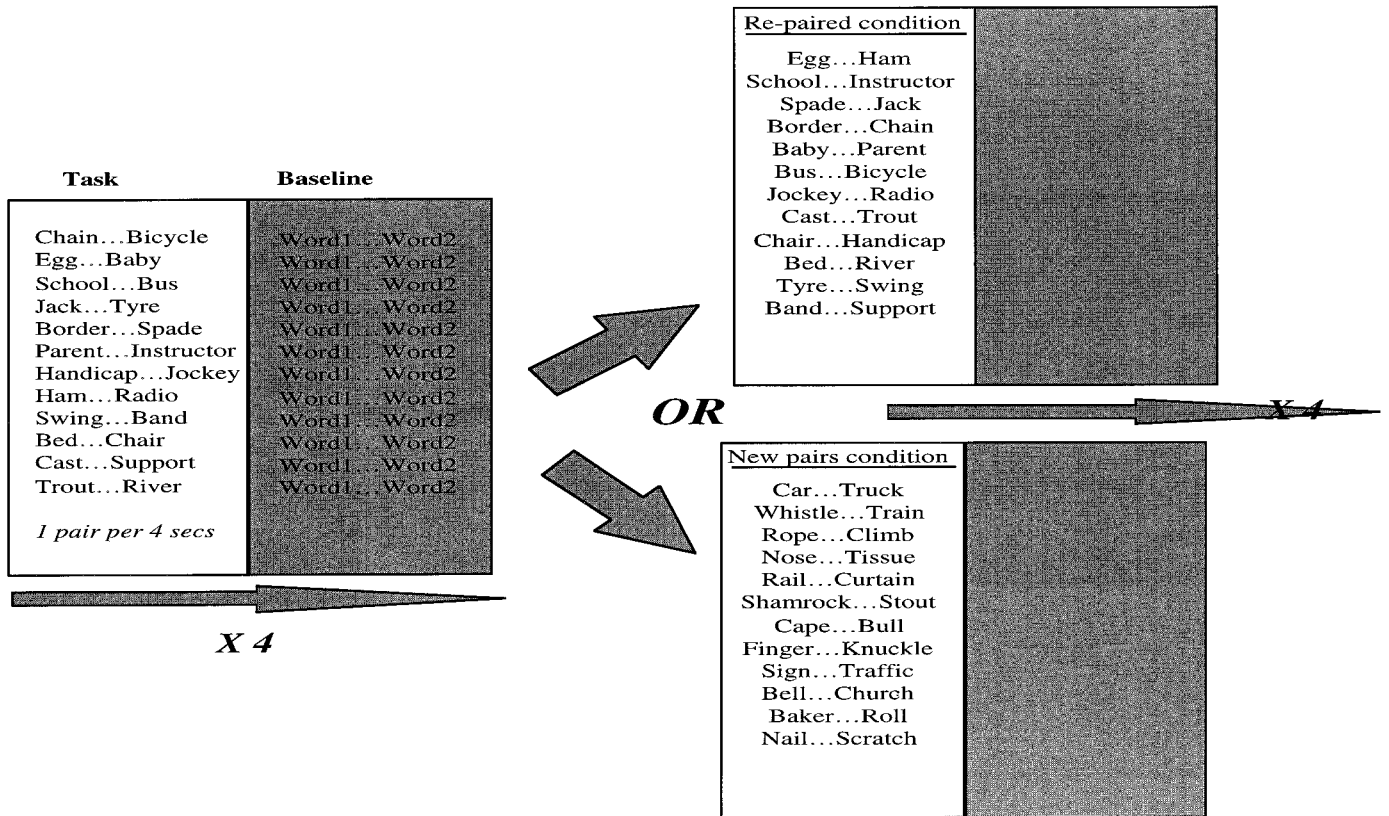 Task
Chain...Bicycle
Egg...Baby
School...Bus
Jack...Tyre
Border...Spade
Parent...Instructor
Handicap...Jockey
Ham...Radio
Swing...Band
Bed...Chair
Cast...Support
Trout...River
1 pair per 4 secs
Baseline
Word1...Word2
Word1...Word2
Word1...Word2
Word1...Word2
Word1...Word2
Word1...Word2
Word1...Word2
Word1...Word2
Word1...Word2
Word1...Word2
Word1...Word2
Word1...Word2
X 4
OR
Re-paired condition
Egg...Ham
School...Instructor
Spade...Jack
Border...Chain
Baby...Parent
Bus...Bicycle
Jockey...Radio
Cast...Trout
Chair...Handicap
Bed...River
Tyre...Swing
Band...Support
X 4
New pairs condition
Car...Truck
Whistle...Train
Rope...Climb
Nose...Tissue
Rail...Curtain
Shamrock...Stout
Cape...Bull
Finger...Knuckle
Sign...Traffic
Bell...Church
Baker...Roll
Nail...Scratch